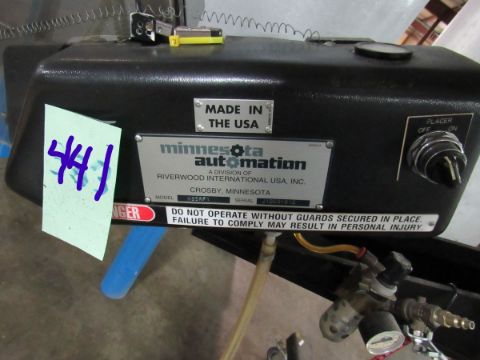 MADE IN
THE USA
PLACER
OFF ON
441
minnesota
automation
A DIVISION OF
RIVERWOOD INTERNATIONAL USA, INC.
CROSBY, MINNESOTA
MODEL SERIAL
DO NOT OPERATE WITHOUT GUARDS SECURED IN PLACE.
FAILURE TO COMPLY MAY RESULT IN PERSONAL INJURY.